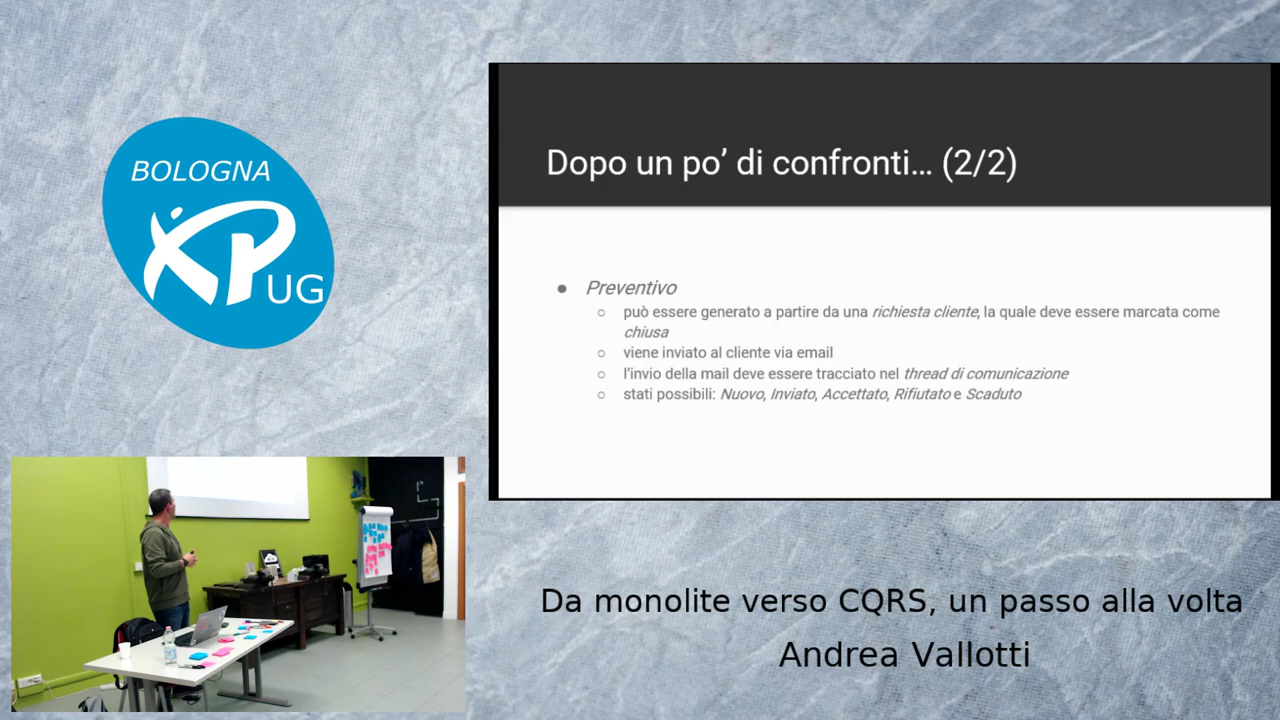 BOLOGNA
XP
UG
Dopo un po’ di confronti... (2/2)
● Preventivo
○ può essere generato a partire da una richiesta cliente, la quale deve essere marcata come
chiusa
○ viene inviato al cliente via email
○ l’invio della mail deve essere tracciato nel thread di comunicazione
○ stati possibili: Nuovo, Inviato, Accettato, Rifiutato e Scaduto
Da monolite verso CQRS, un passo alla volta
Andrea Vallotti